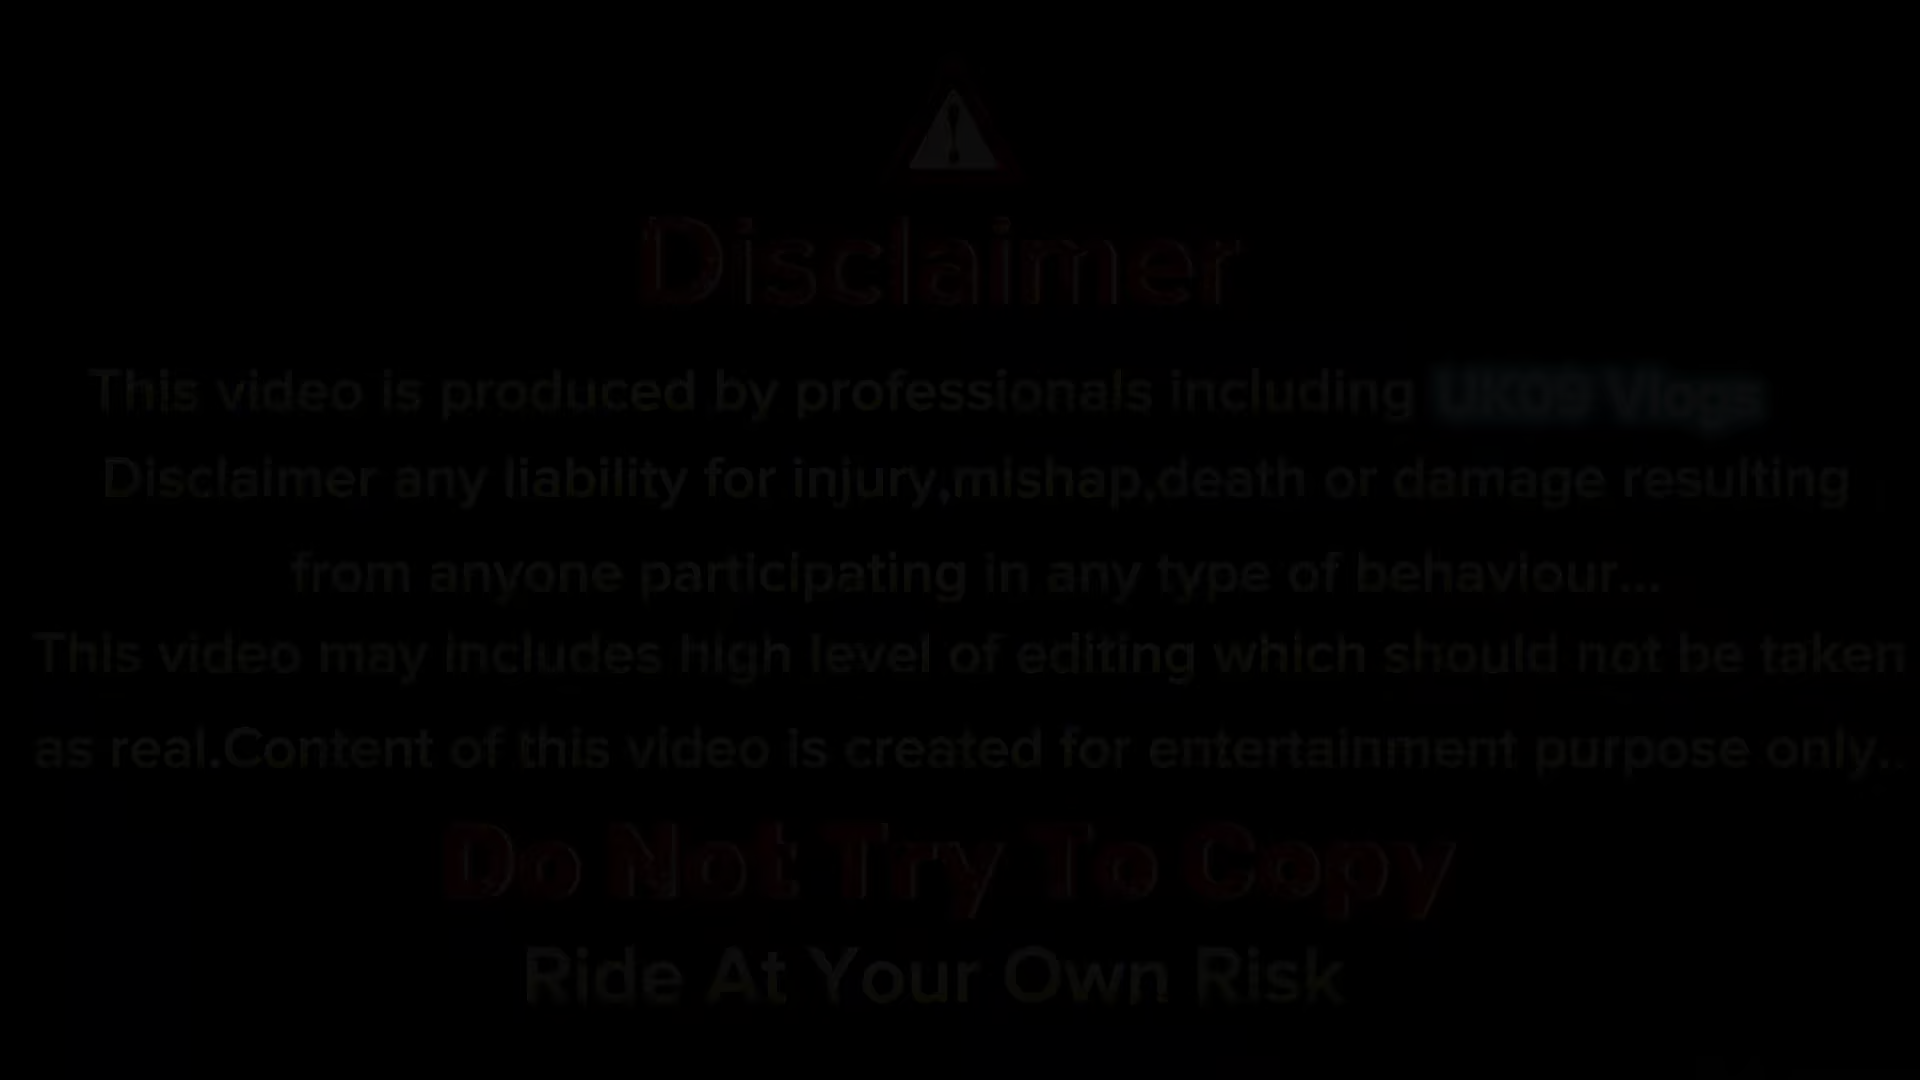 Disclaimer
This video is produced by professionals including UK09 Vlogs
Disclaimer any liability for injury,mishap,death or damage resulting
from anyone participating in any type of behaviour...
This video may includes high level of editing which should not be taken
as real.Content of this video is created for entertainment purpose only..
Do Not Try To Copy
Ride At Your Own Risk